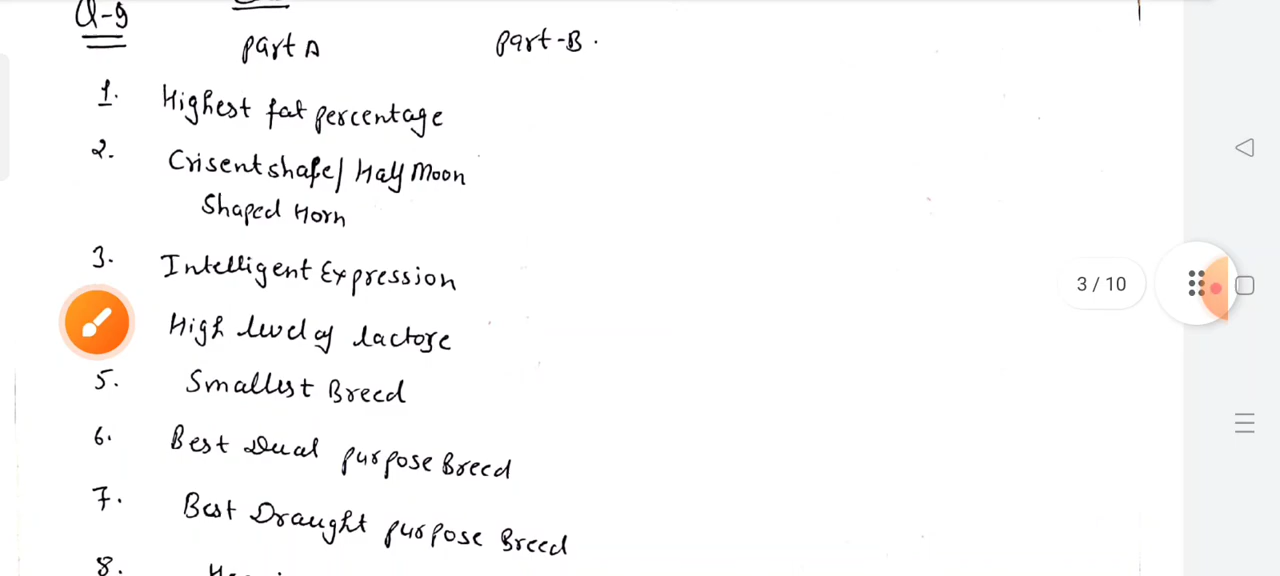 Q-9
Part A Part-B.
1. Highest fat percentage
2. Crisent shape/ Half Moon
Shaped Horn
3. Intelligent Expression
High level of lactose
3 / 10
5. Smallest Breed
6. Best Dual purpose Breed
7. Best Draught purpose Breed
8.